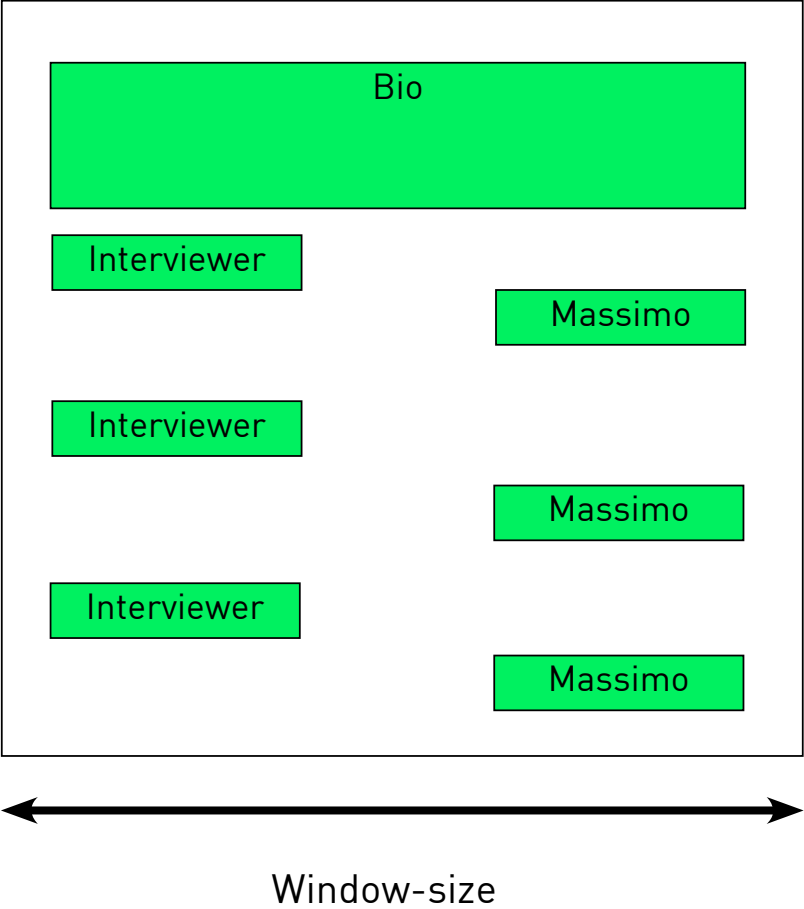 Bio
Interviewer
Massimo
Interviewer
Massimo
Interviewer
Massimo
Window-size